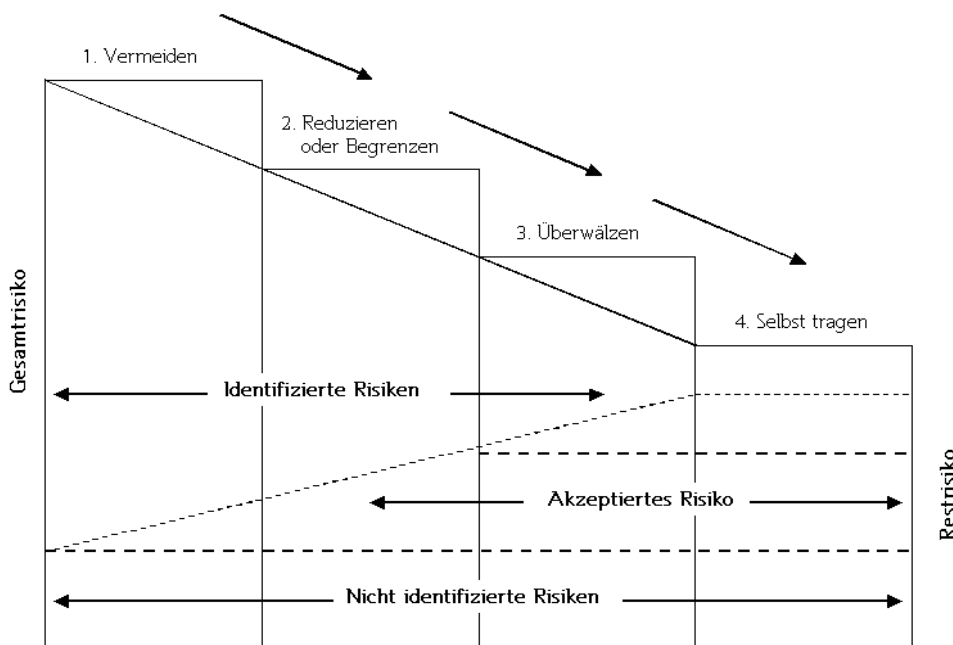 1. Vermeiden
2. Reduzieren
oder Begrenzen
3. Überwälzen
4. Selbst tragen
Gesamtrisiko
Identifizierte Risiken
Akzeptiertes Risiko
Restrisiko
Nicht identifizierte Risiken